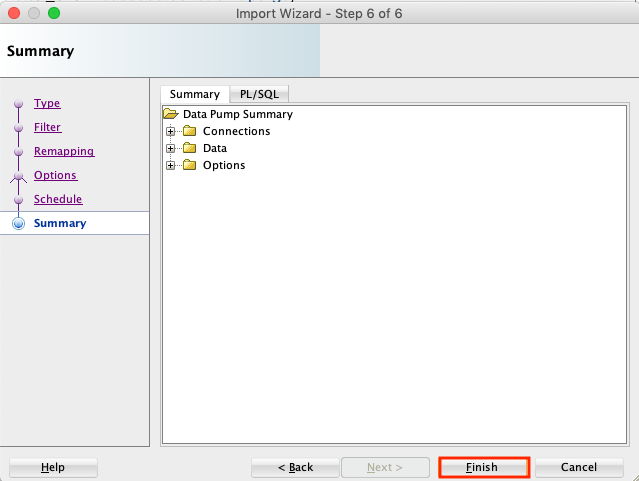 Import Wizard - Step 6 of 6
Summary
Type
Filter
Remapping
Options
Schedule
Summary
Summary PL/SQL
Data Pump Summary
Connections
Data
Options
Help < Back Next > Finish Cancel